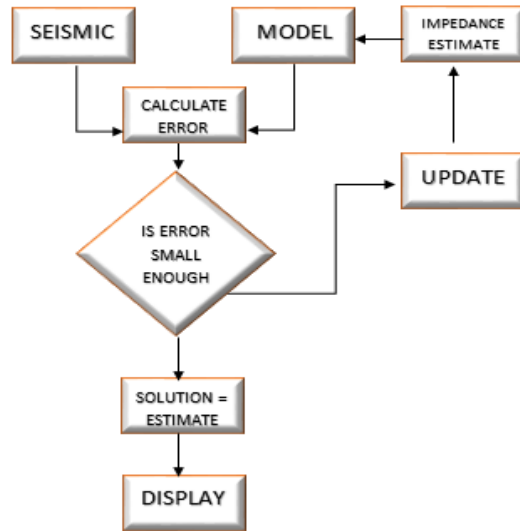 SEISMIC
MODEL
IMPEDANCE
ESTIMATE
CALCULATE
ERROR
UPDATE
IS ERROR
SMALL
ENOUGH
SOLUTION =
ESTIMATE
DISPLAY